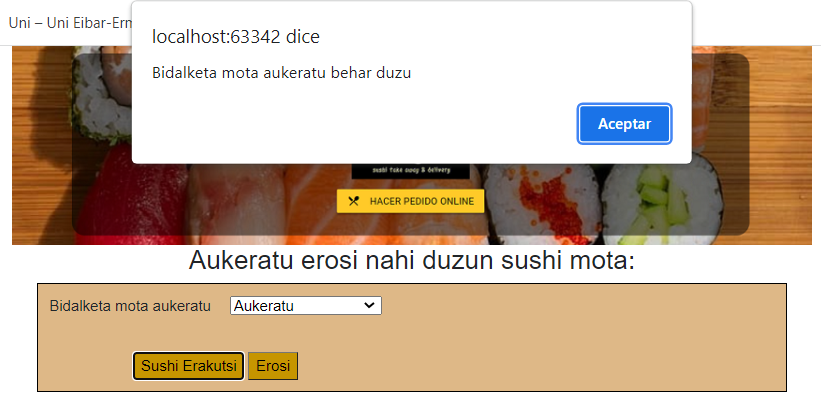 Uni – Uni Eibar-Erm
localhost:63342 dice
Bidalketa mota aukeratu behar duzu
Aceptar
sushi take away & delivery
HACER PEDIDO ONLINE
Aukeratu erosi nahi duzun sushi mota:
Bidalketa mota aukeratu Aukeratu
Sushi Erakutsi Erosi